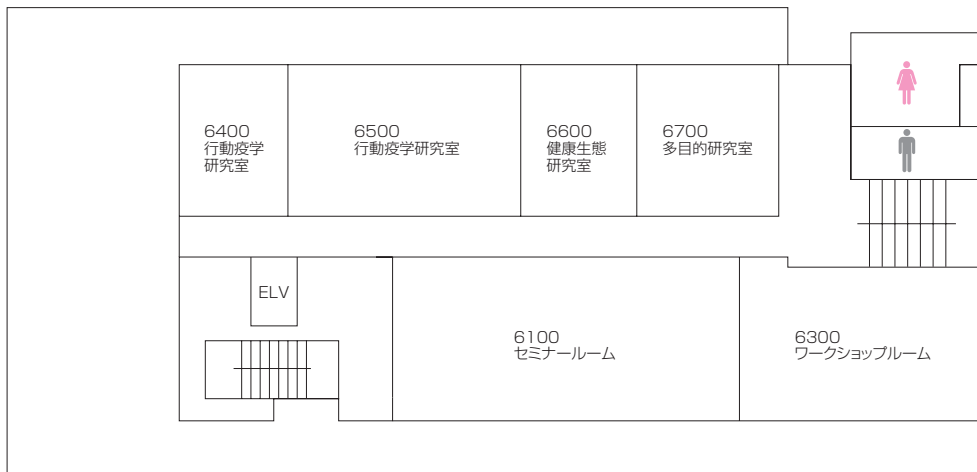 6400
行動疫学
研究室
6500
行動疫学研究室
6600
健康生態
研究室
6700
多目的研究室
ELV
6100
セミナールーム
6300
ワークショップルーム